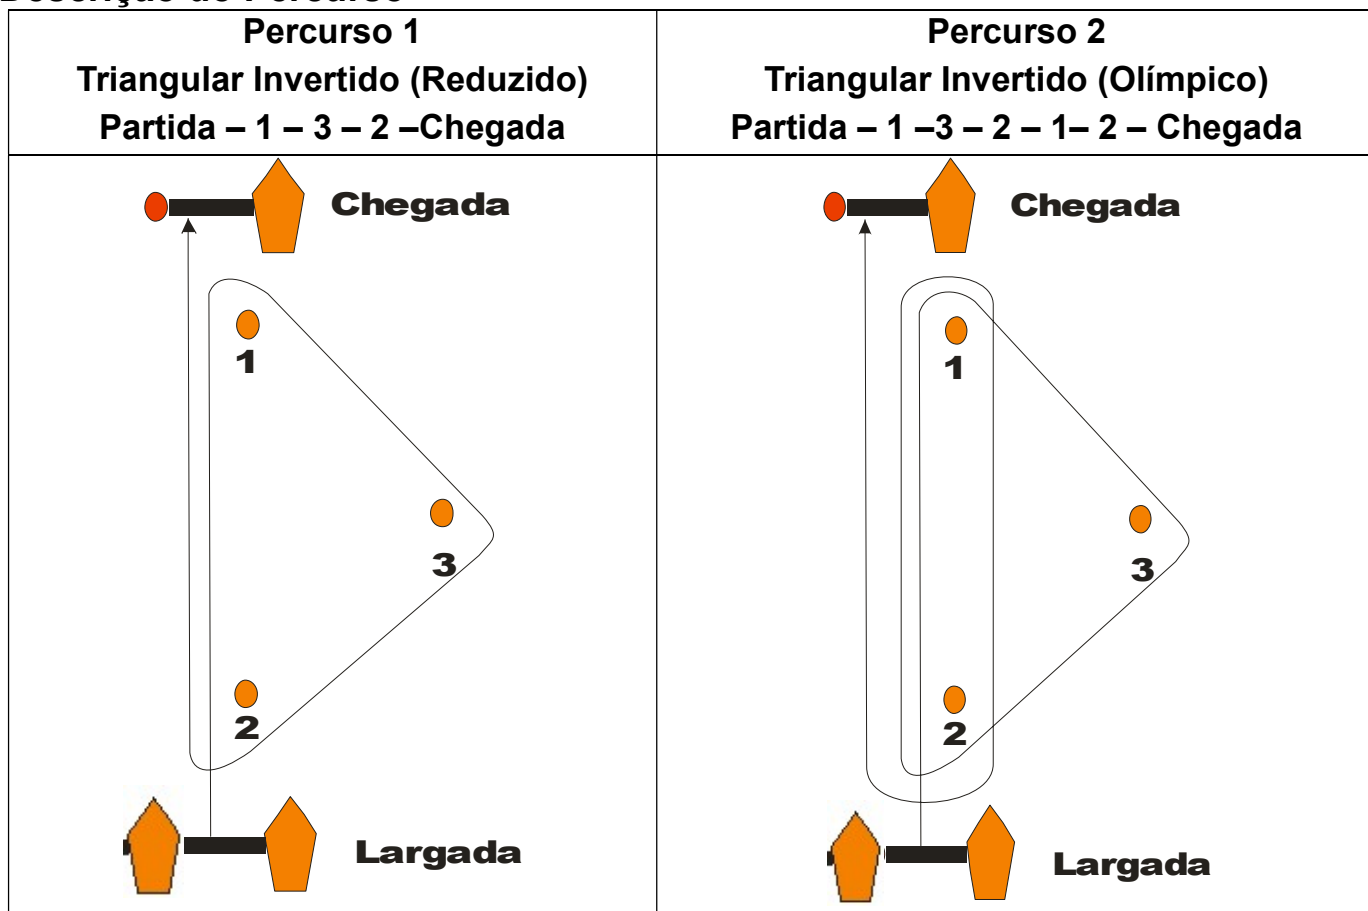 Percurso 1
Triangular Invertido (Reduzido)
Partida – 1 – 3 – 2 –Chegada
Chegada
1
3
2
Largada
Percurso 2
Triangular Invertido (Olímpico)
Partida – 1 –3 – 2 – 1– 2 – Chegada
Chegada
1
3
2
Largada